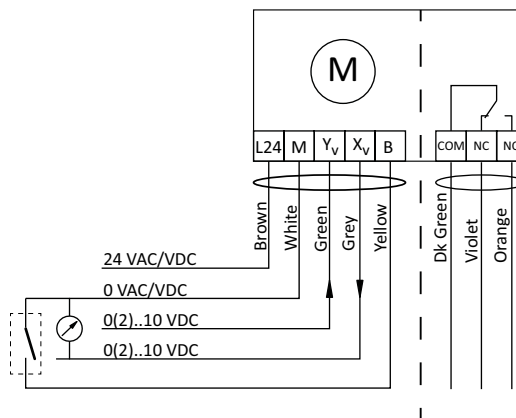 M
L24 M Yv Xv B COM NC NO
Brown White Green Grey Yellow Dk Green Violet Orange
24 VAC/VDC
0 VAC/VDC
0(2)..10 VDC
0(2)..10 VDC